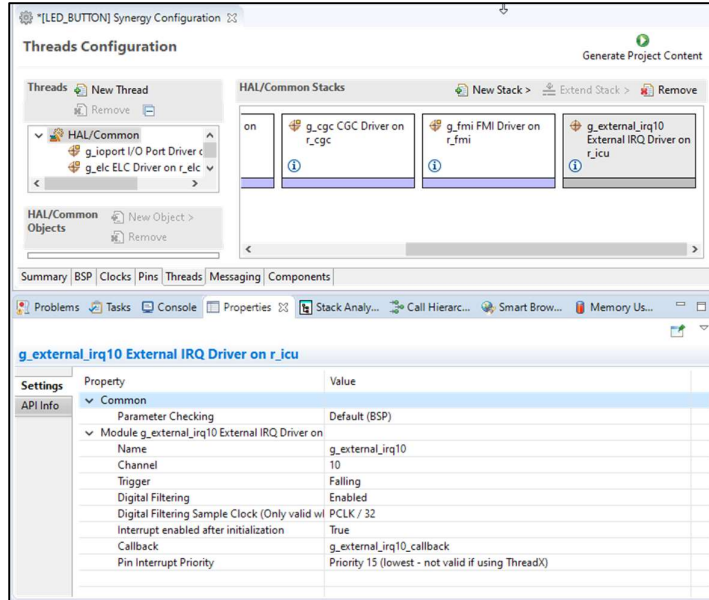 *[LED_BUTTON] Synergy Configuration
Threads Configuration
Generate Project Content
Threads
New Thread
Remove
HAL/Common
g_ioport I/O Port Driver
g_elc ELC Driver on r_elc
HAL/Common
Objects
New Object >
Remove
HAL/Common Stacks
New Stack >
Extend Stack >
Remove
on
g_cgc CGC Driver on
r_cgc
g_fmi FMI Driver on
r_fmi
g_external_irq10
External IRQ Driver on
r_icu
Summary BSP Clocks Pins Threads Messaging Components
Problems Tasks Console Properties Stack Analy... Call Hierarc... Smart Brow... Memory Us...
g_external_irq10 External IRQ Driver on r_icu
Settings
API Info
Property Value
Common
Parameter Checking Default (BSP)
Module g_external_irq10 External IRQ Driver on
Name g_external_irq10
Channel 10
Trigger Falling
Digital Filtering Enabled
Digital Filtering Sample Clock (Only valid PCLK / 32
Interrupt enabled after initialization True
Callback g_external_irq10_callback
Pin Interrupt Priority Priority 15 (lowest - not valid if using ThreadX)